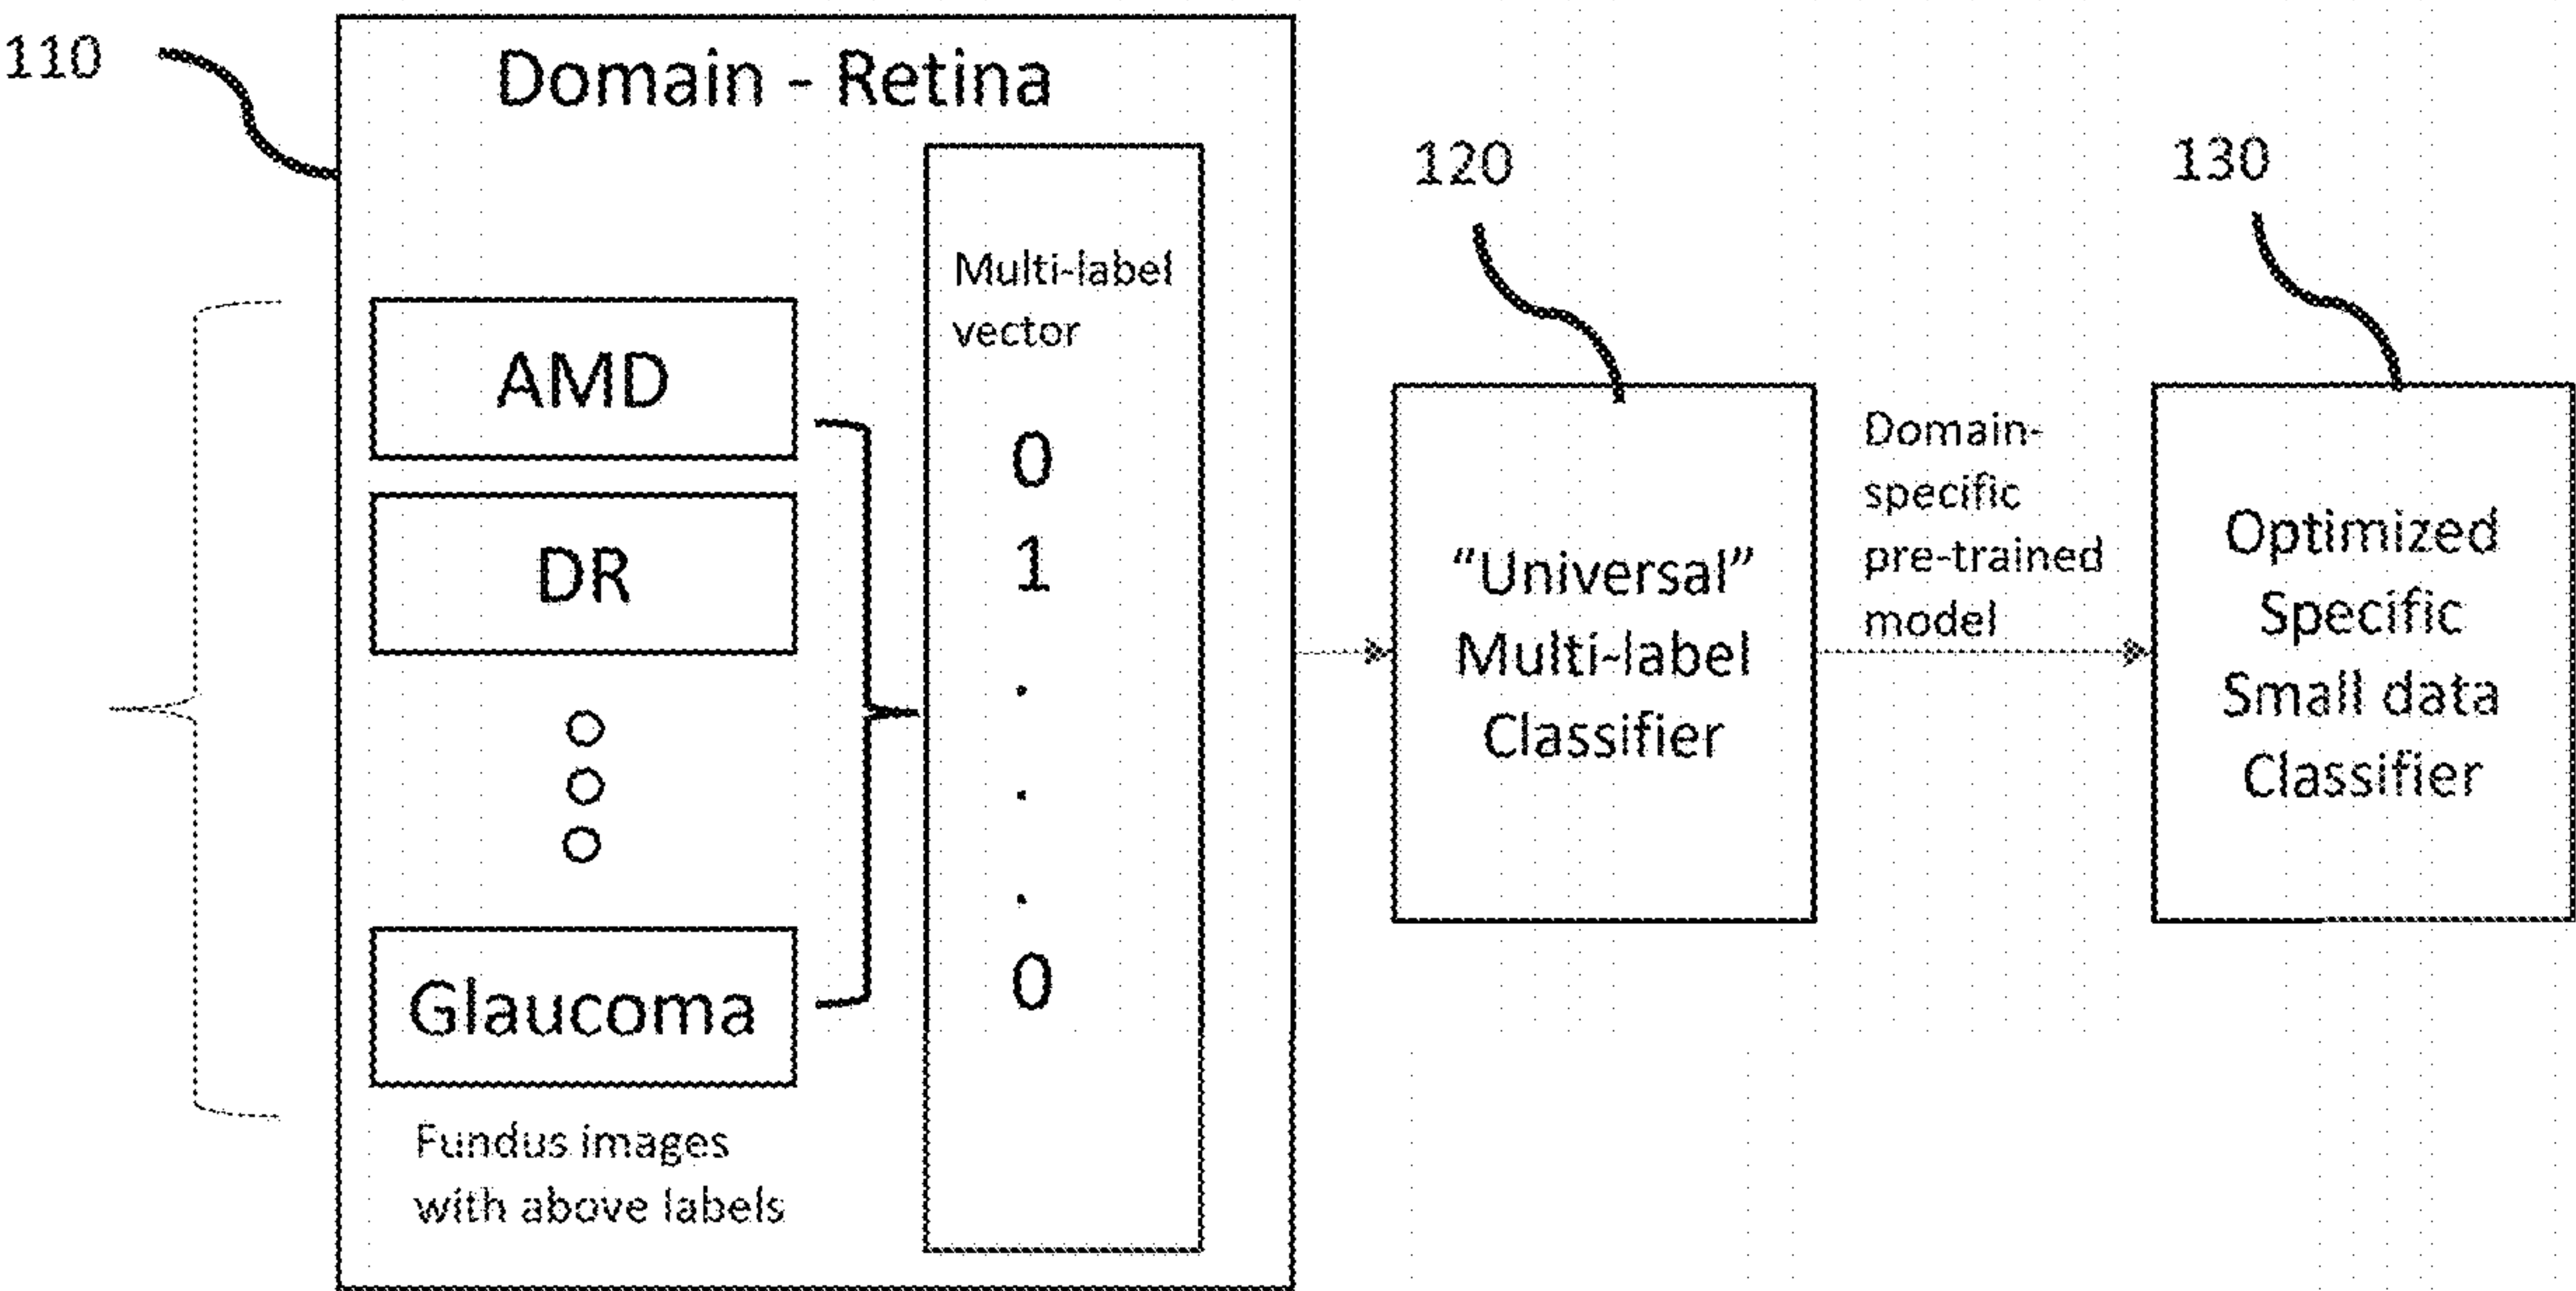 110
Domain - Retina
AMD
DR
Glaucoma
Fundus images
with above labels
Multi-label
vector
0
1
.
.
.
0
120
"Universal"
Multi-label
Classifier
Domain-
specific
pre-trained
model
130
Optimized
Specific
Small data
Classifier